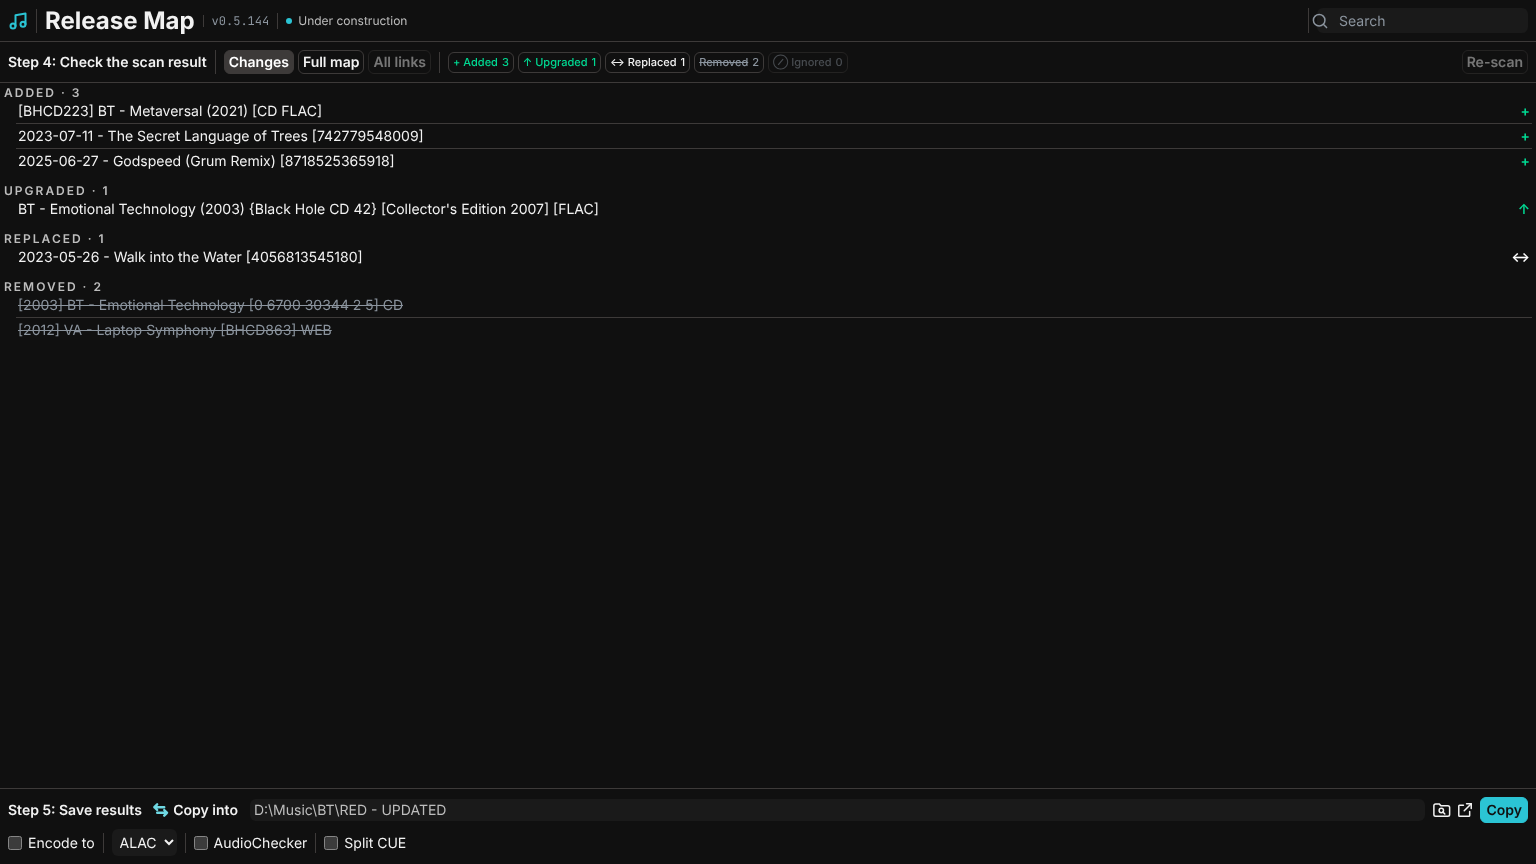 Release Map v0.5.144 Under construction Search
Step 4: Check the scan result Changes Full map All links + Added 3 ↑ Upgraded 1 ↔ Replaced 1 Removed 2 Ignored 0 Re-scan
ADDED · 3
[BHCD223] BT - Metaversal (2021) [CD FLAC] +
2023-07-11 - The Secret Language of Trees [742779548009] +
2025-06-27 - Godspeed (Grum Remix) [8718525365918] +
UPGRADED · 1
BT - Emotional Technology (2003) {Black Hole CD 42} [Collector's Edition 2007] [FLAC] ↑
REPLACED · 1
2023-05-26 - Walk into the Water [4056813545180] ↔
REMOVED · 2
[2003] BT - Emotional Technology [0 6700 30344 2 5] CD
[2012] VA - Laptop Symphony [BHCD863] WEB
Step 5: Save results Copy into D:\Music\BT\RED - UPDATED Copy
Encode to ALAC AudioChecker Split CUE